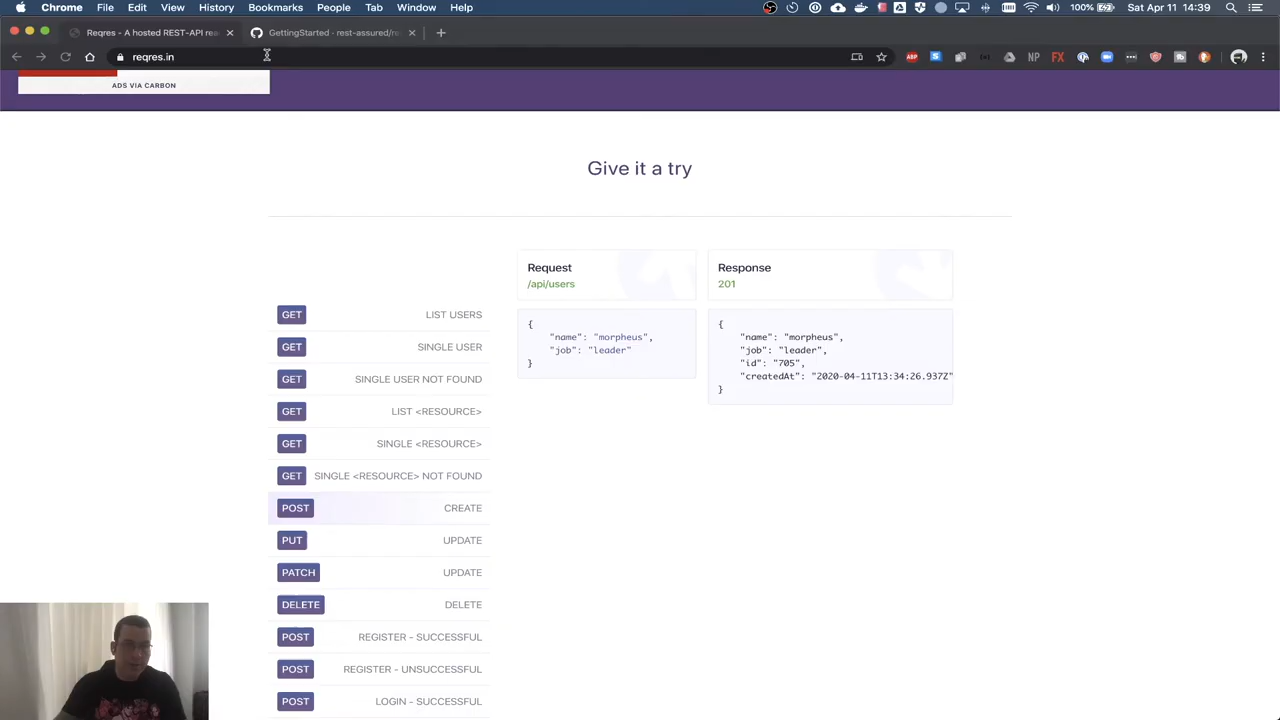 Chrome File Edit View History Bookmarks People Tab Window Help 100% Sat Apr 11 14:39
Reqres - A hosted REST-API rea GettingStarted - rest-assured/re
reqres.in ABP S NP FX
ADS VIA CARBON
Give it a try
Request
/api/users
{
"name": "morpheus",
"job": "leader"
}
Response
201
{
"name": "morpheus",
"job": "leader",
"id": "705",
"createdAt": "2020-04-11T13:34:26.937Z"
}
GET LIST USERS
GET SINGLE USER
GET SINGLE USER NOT FOUND
GET LIST <RESOURCE>
GET SINGLE <RESOURCE>
GET SINGLE <RESOURCE> NOT FOUND
POST CREATE
PUT UPDATE
PATCH UPDATE
DELETE DELETE
POST REGISTER - SUCCESSFUL
POST REGISTER - UNSUCCESSFUL
POST LOGIN - SUCCESSFUL